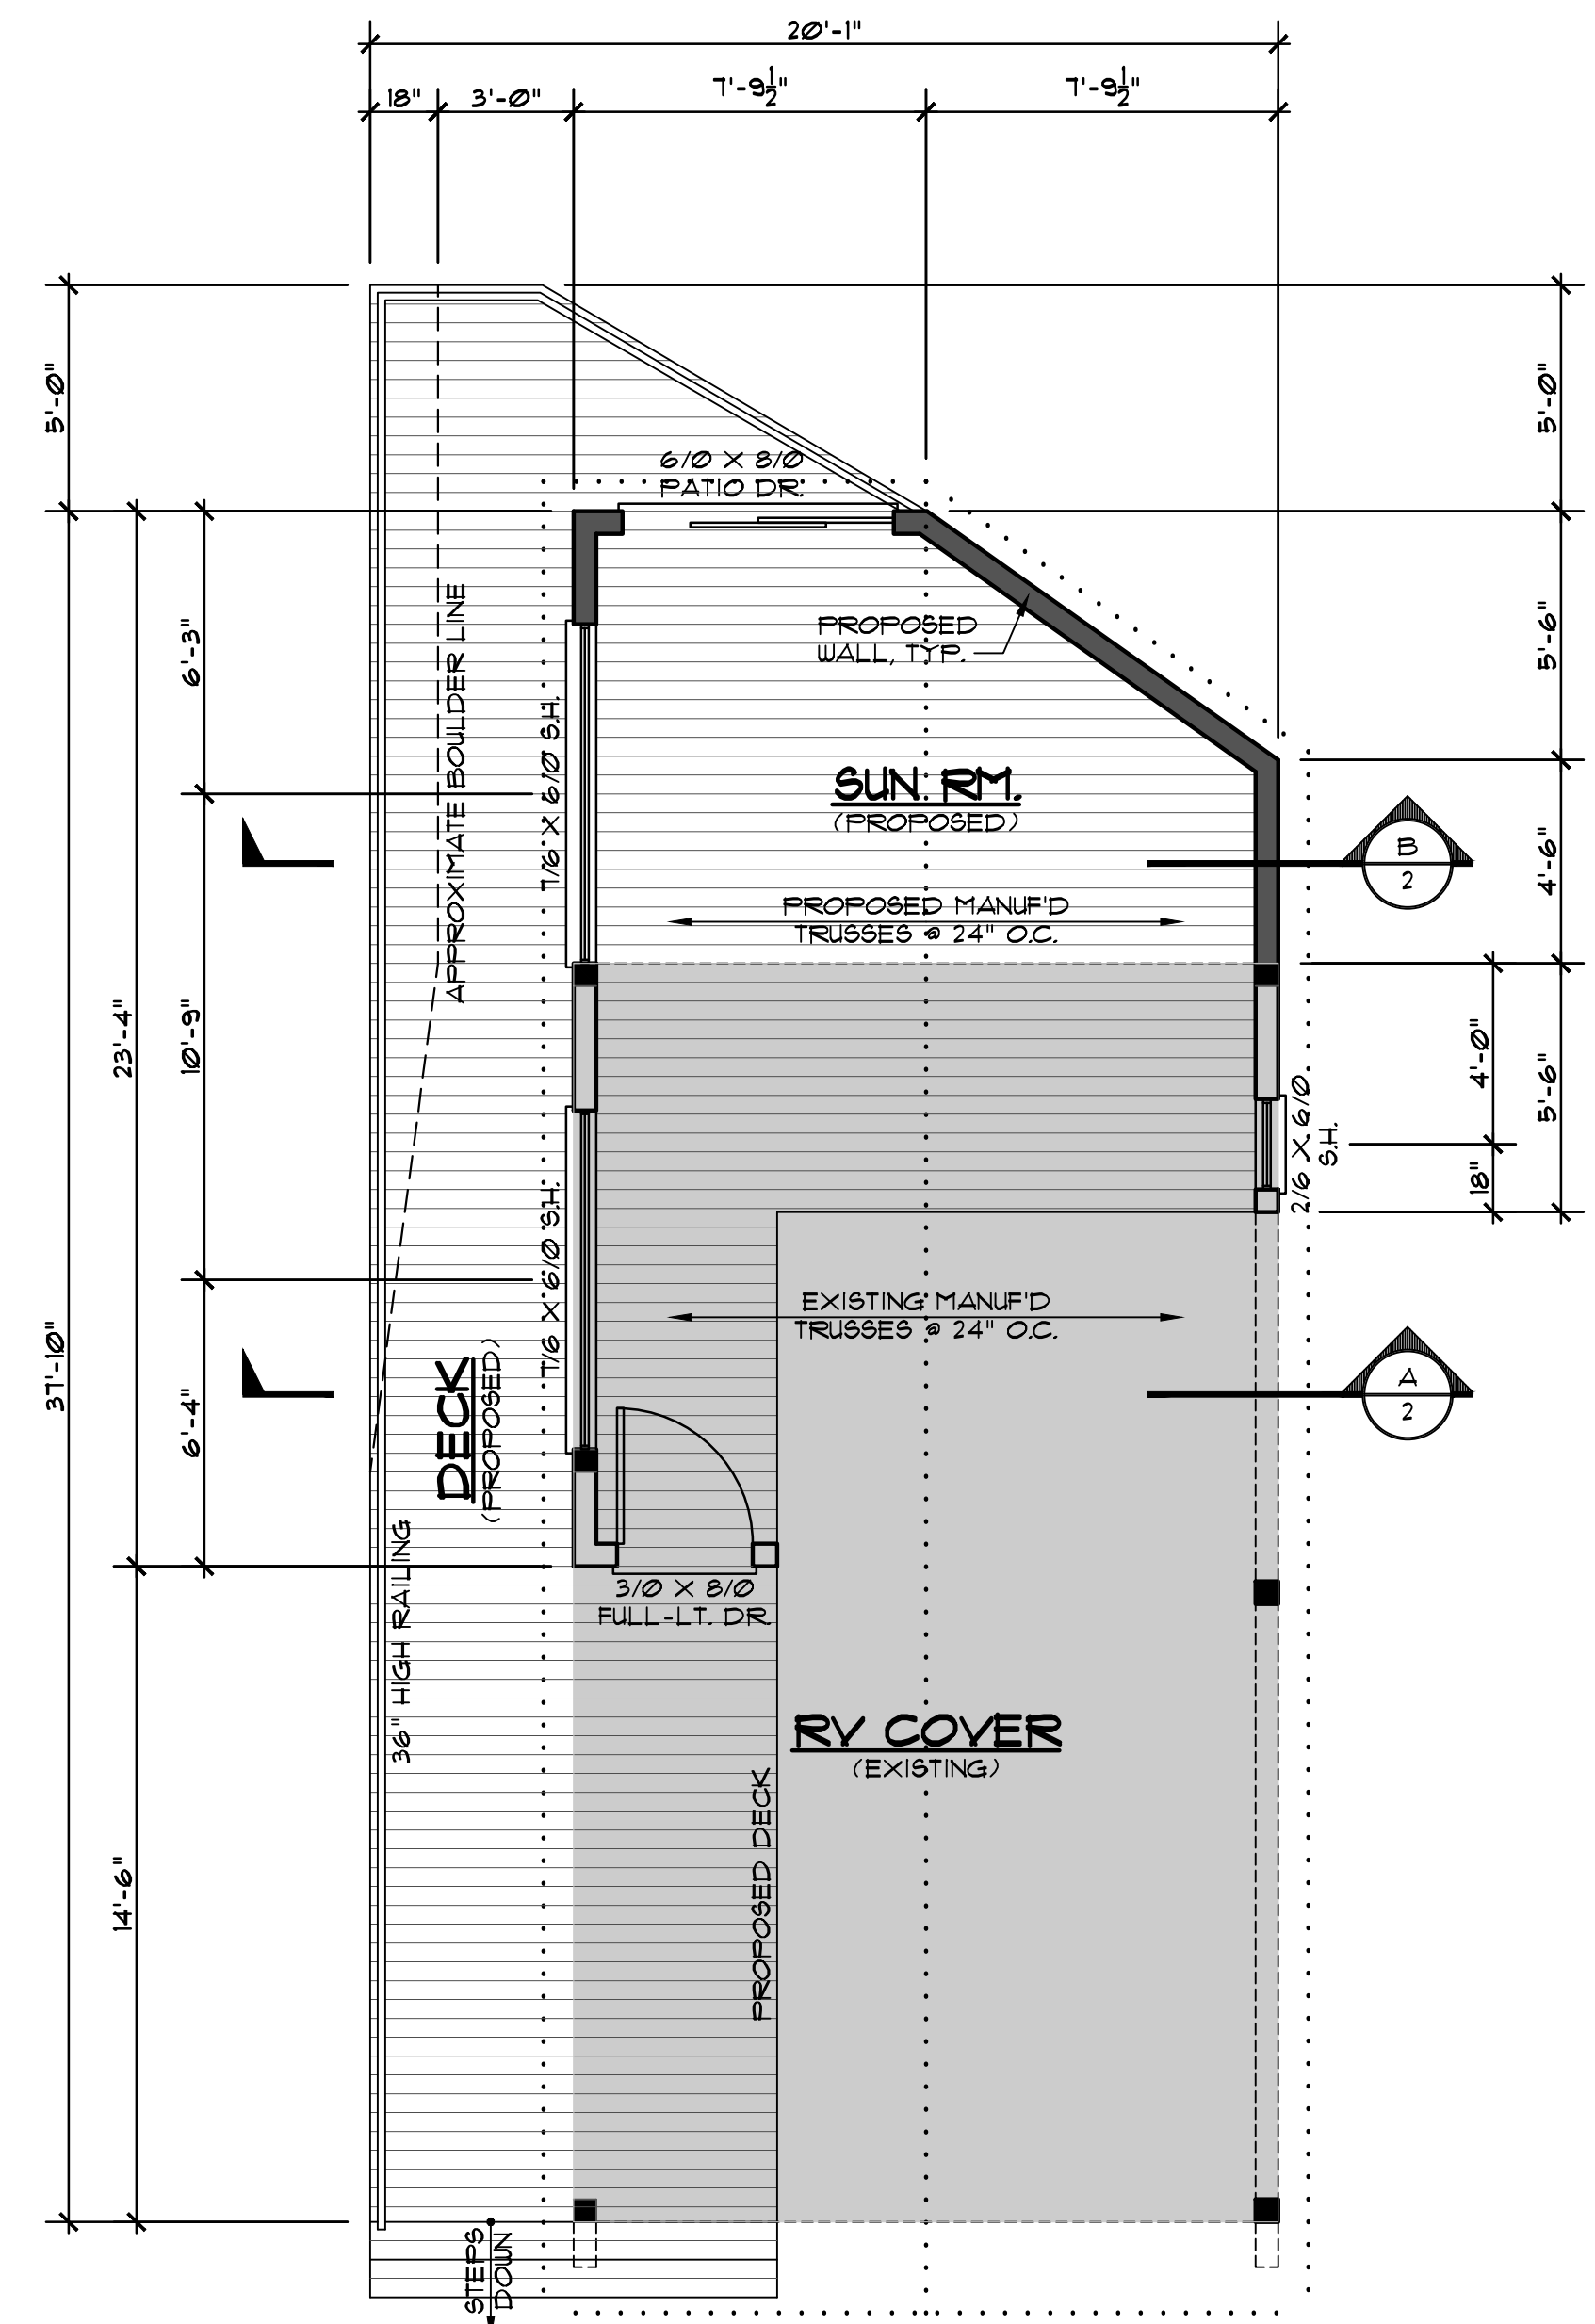 20'-1"
18"
3'-0"
7'-9½"
7'-9½"
5'-0"
5'-0"
6/0 X 8/0
PATIO DR.
6'-3"
APPROXIMATE BOULDER LINE
PROPOSED
WALL, TYP.
5'-6"
7/6 X 6/0 S.H.
SUN RM.
(PROPOSED)
B
2
4'-6"
PROPOSED MANUF'D
TRUSSES @ 24" O.C.
23'-4"
10'-9"
4'-0"
5'-6"
2/6 X 6/0
S.H.
18"
7/6 X 6/0 S.H.
EXISTING MANUF'D
TRUSSES @ 24" O.C.
37'-10"
6'-4"
DECK
(PROPOSED)
A
2
36" HIGH RAILING
3/0 X 8/0
FULL-LT. DR.
RV COVER
(EXISTING)
PROPOSED DECK
14'-6"
STEPS
DOWN